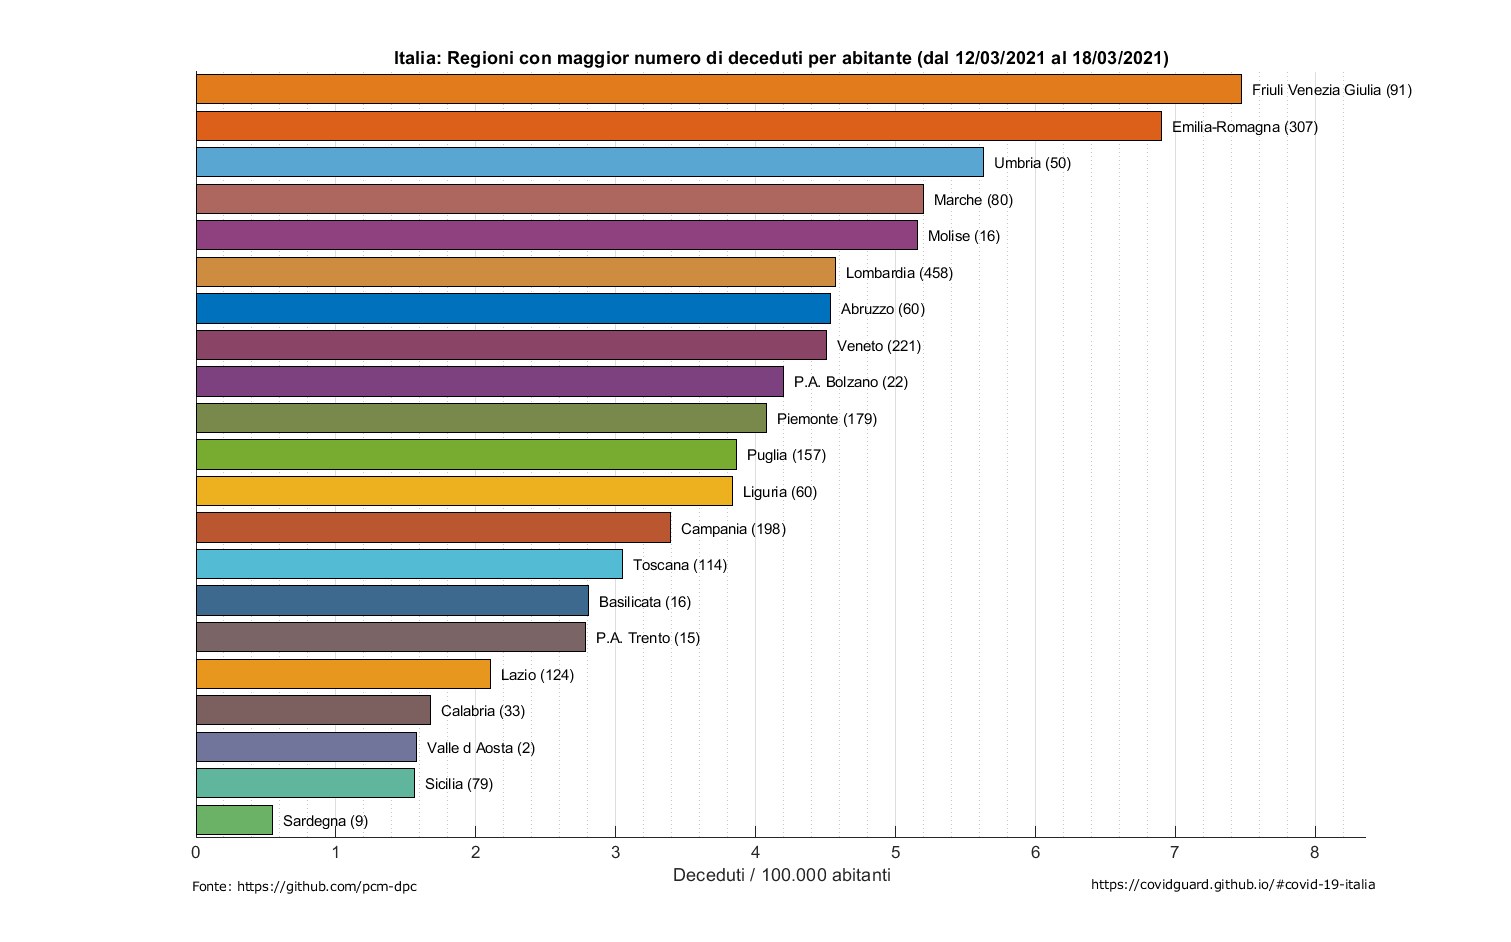 Italia: Regioni con maggior numero di deceduti per abitante (dal 12/03/2021 al 18/03/2021)
Friuli Venezia Giulia (91)
Emilia-Romagna (307)
Umbria (50)
Marche (80)
Molise (16)
Lombardia (458)
Abruzzo (60)
Veneto (221)
P.A. Bolzano (22)
Piemonte (179)
Puglia (157)
Liguria (60)
Campania (198)
Toscana (114)
Basilicata (16)
P.A. Trento (15)
Lazio (124)
Calabria (33)
Valle d Aosta (2)
Sicilia (79)
Sardegna (9)
0 1 2 3 4 5 6 7 8
Deceduti / 100.000 abitanti
Fonte: https://github.com/pcm-dpc
https://covidguard.github.io/#covid-19-italia